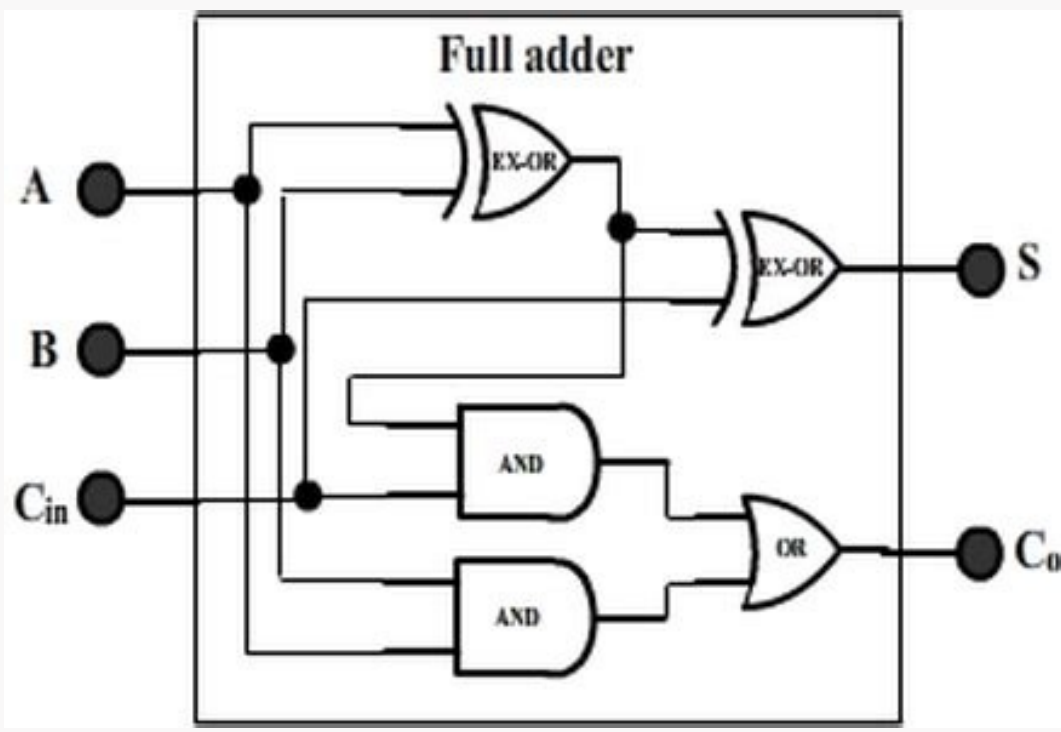 Full adder
EX-OR
A
EX-OR
S
B
AND
Cin
OR
Co
AND